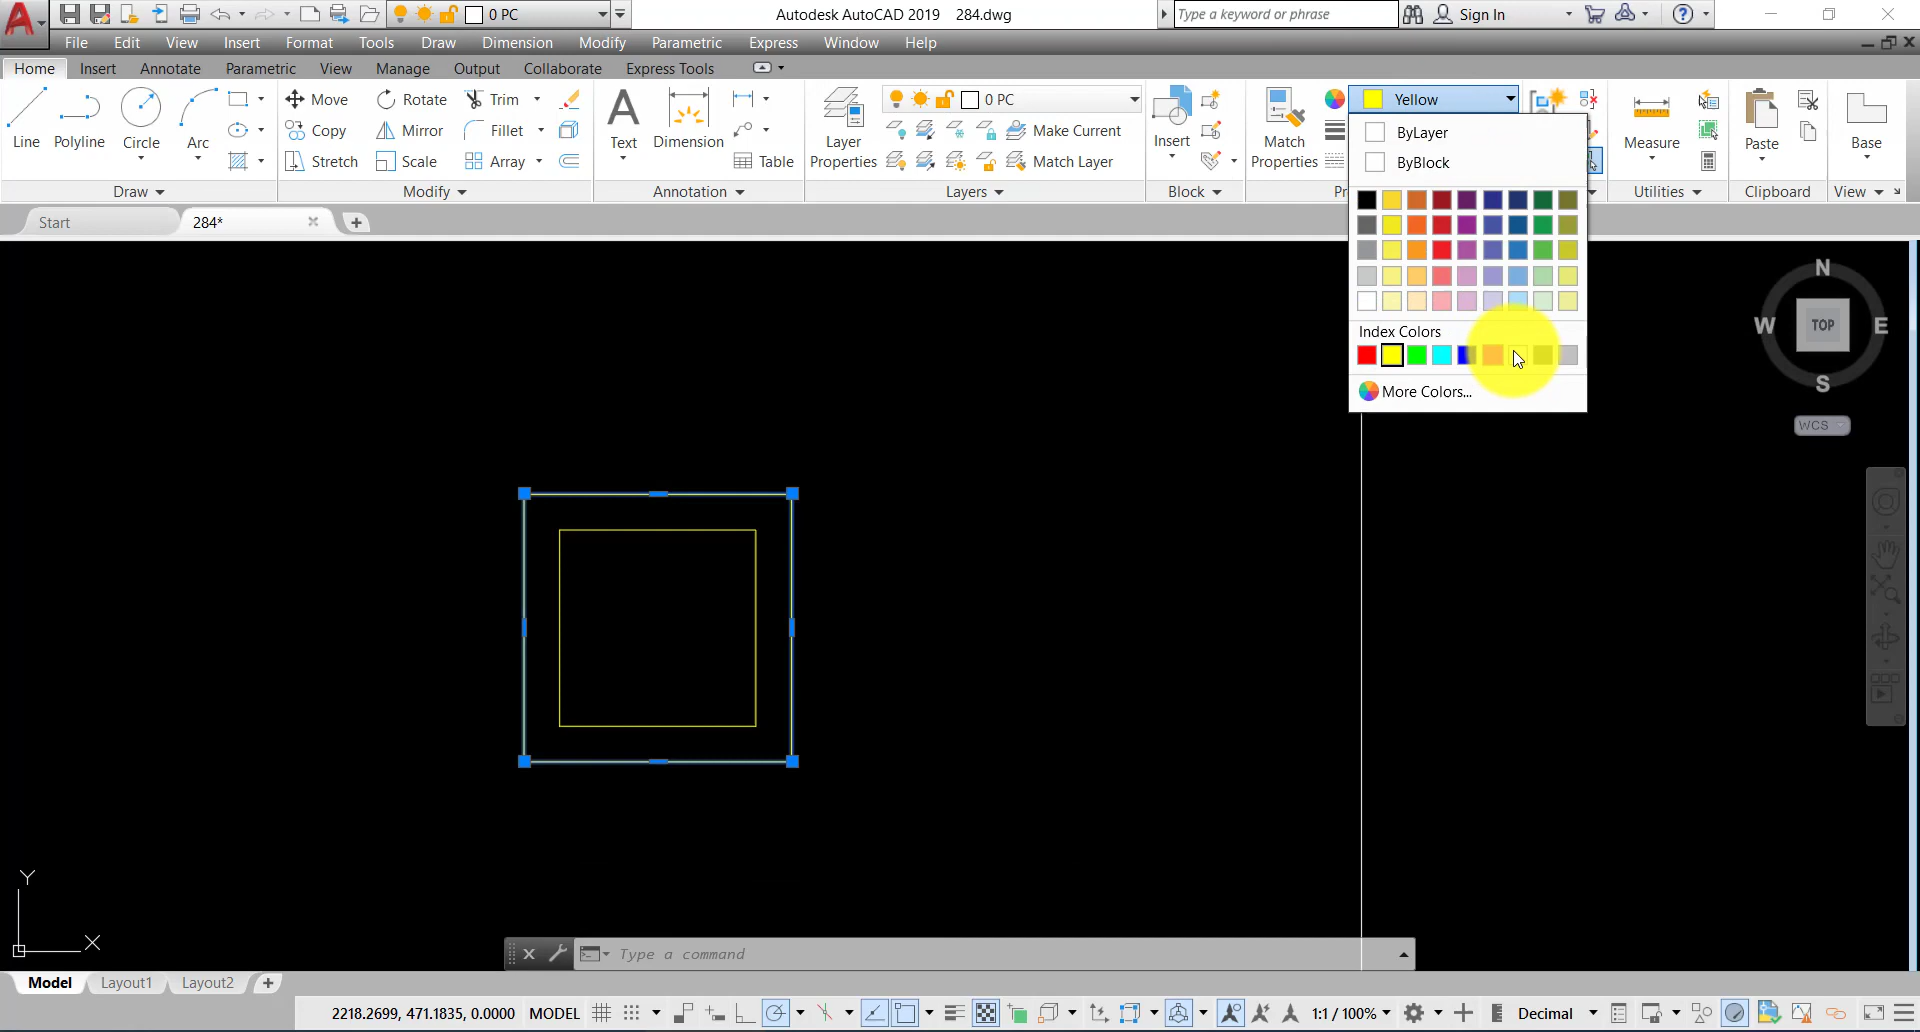 A 0 PC Autodesk AutoCAD 2019 284.dwg Type a keyword or phrase Sign In
File Edit View Insert Format Tools Draw Dimension Modify Parametric Express Window Help
Home Insert Annotate Parametric View Manage Output Collaborate Express Tools
Line Polyline Circle Arc
Move Rotate Trim
Copy Mirror Fillet
Stretch Scale Array
A Text Dimension Table
Layer Properties
0 PC
Make Current
Match Layer
Insert
Match Properties
Yellow
Measure Paste Base
Draw Modify Annotation Layers Block Pr Utilities Clipboard View
ByLayer
ByBlock
Index Colors
More Colors...
Start 284*
N
W TOP E
S
WCS
Y
X
Type a command
Model Layout1 Layout2
2218.2699, 471.1835, 0.0000 MODEL 1:1 / 100% Decimal